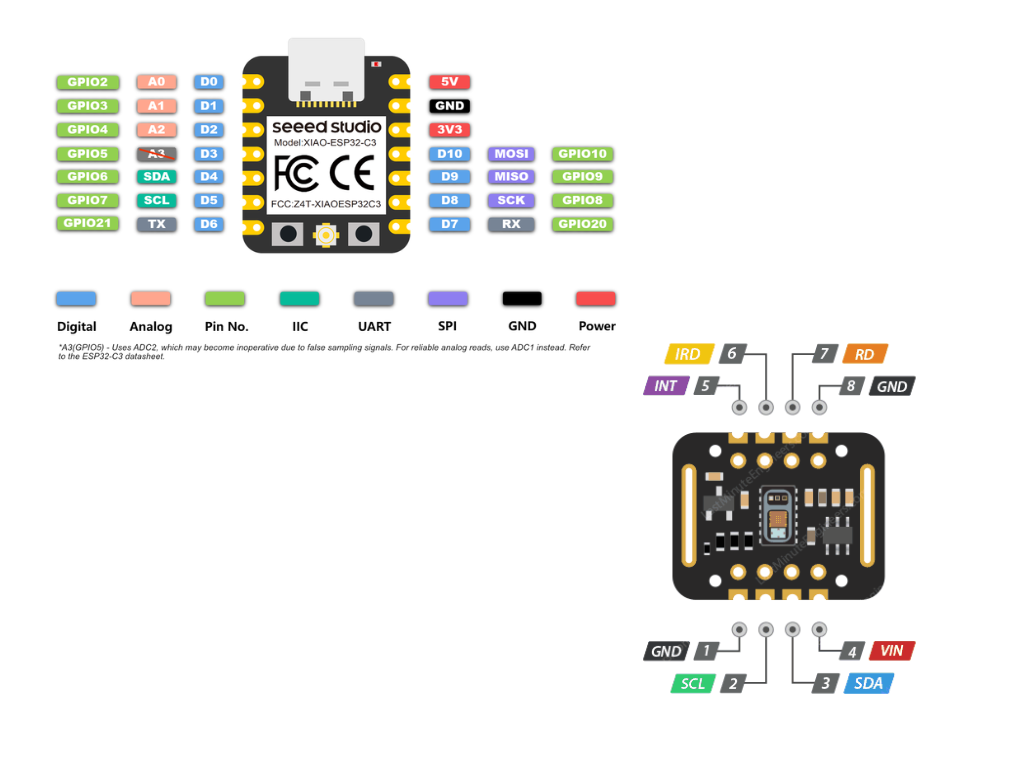 GPIO2 A0 D0 5V
GPIO3 A1 D1 GND
GPIO4 A2 D2 3V3
GPIO5 A3 D3 D10 MOSI GPIO10
GPIO6 SDA D4 D9 MISO GPIO9
GPIO7 SCL D5 D8 SCK GPIO8
GPIO21 TX D6 D7 RX GPIO20
seeed studio
Model:XIAO-ESP32-C3
FC CE
FCC:Z4T-XIAOESP32C3
Digital Analog Pin No. IIC UART SPI GND Power
*A3(GPIO5) - Uses ADC2, which may become inoperative due to false sampling signals. For reliable analog reads, use ADC1 instead. Refer
to the ESP32-C3 datasheet.
IRD 6 7 RD
INT 5 8 GND
GND 1 4 VIN
SCL 2 3 SDA